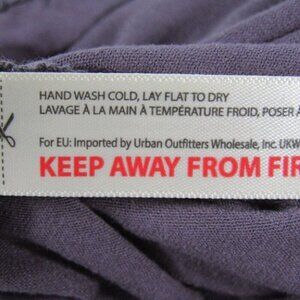 HAND WASH COLD, LAY FLAT TO DRY
LAVAGE À LA MAIN À TEMPÉRATURE FROID, POSER À
For EU: Imported by Urban Outfitters Wholesale, Inc. UKW
KEEP AWAY FROM FIR